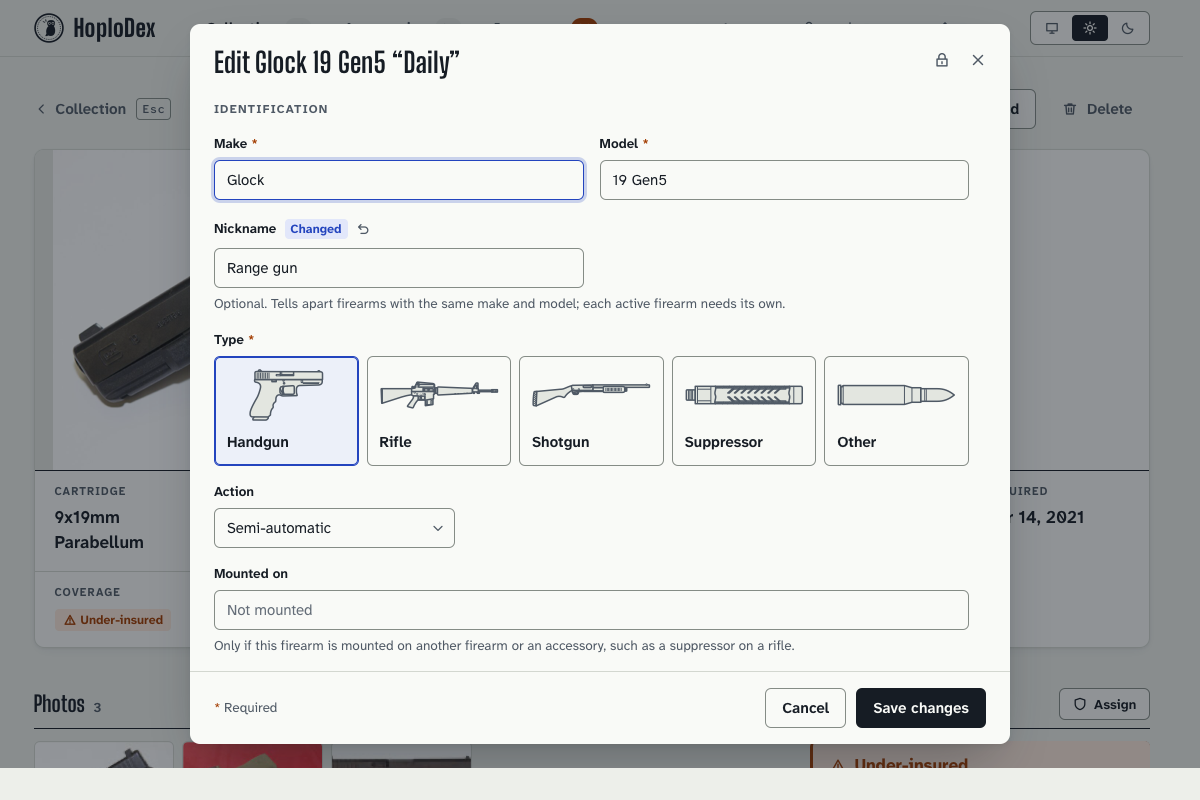 HoploDex
Edit Glock 19 Gen5 “Daily”
Collection Esc
Delete
IDENTIFICATION
Make *
Model *
Glock
19 Gen5
Nickname Changed
Range gun
Optional. Tells apart firearms with the same make and model; each active firearm needs its own.
Type *
Handgun
Rifle
Shotgun
Suppressor
Other
CARTRIDGE
9x19mm
Parabellum
14, 2021
Action
Semi-automatic
Mounted on
COVERAGE
Under-insured
Not mounted
Only if this firearm is mounted on another firearm or an accessory, such as a suppressor on a rifle.
Photos 3
* Required
Cancel
Save changes
Assign
Under-insured